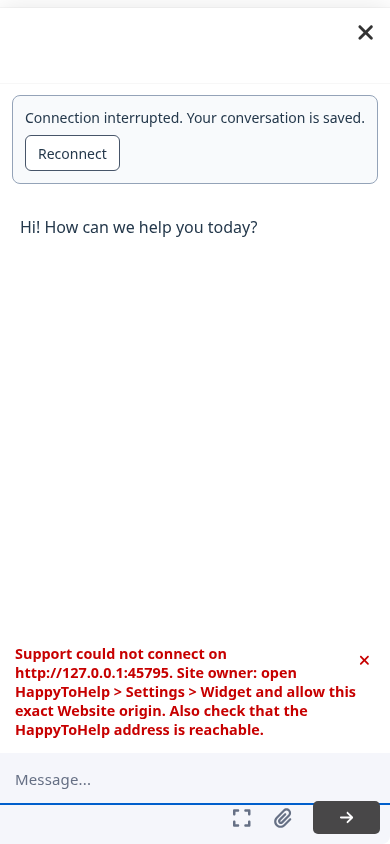 Connection interrupted. Your conversation is saved.
Reconnect
Hi! How can we help you today?
Support could not connect on
http://127.0.0.1:45795. Site owner: open
HappyToHelp > Settings > Widget and allow this
exact Website origin. Also check that the
HappyToHelp address is reachable.
Message...